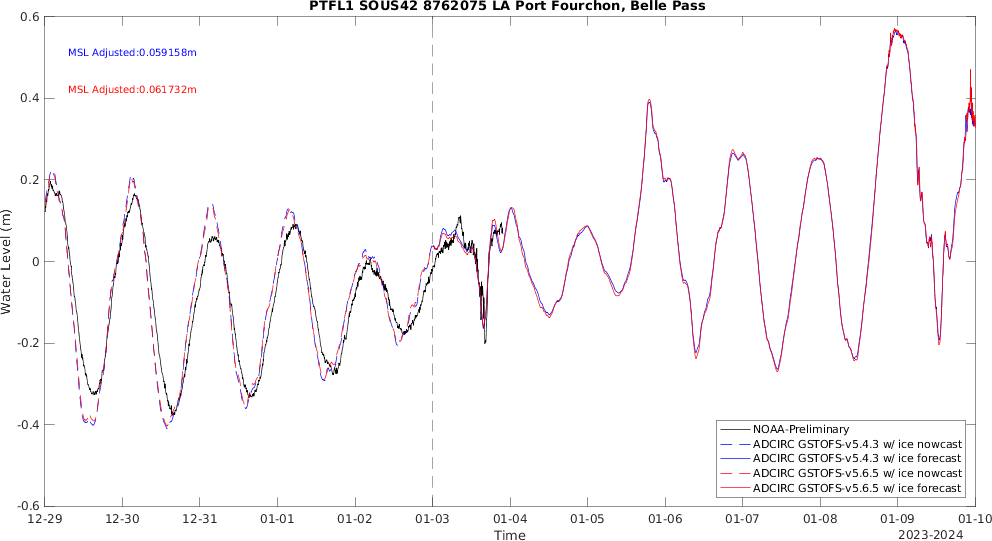 PTFL1 SOUS42 8762075 LA Port Fourchon, Belle Pass
MSL Adjusted:0.059158m
MSL Adjusted:0.061732m
Water Level (m)
0.6
0.4
0.2
0
-0.2
-0.4
-0.6
NOAA-Preliminary
ADCIRC GSTOFS-v5.4.3 w/ ice nowcast
ADCIRC GSTOFS-v5.4.3 w/ ice forecast
ADCIRC GSTOFS-v5.6.5 w/ ice nowcast
ADCIRC GSTOFS-v5.6.5 w/ ice forecast
12-29 12-30 12-31 01-01 01-02 01-03 01-04 01-05 01-06 01-07 01-08 01-09 01-10
Time
2023-2024